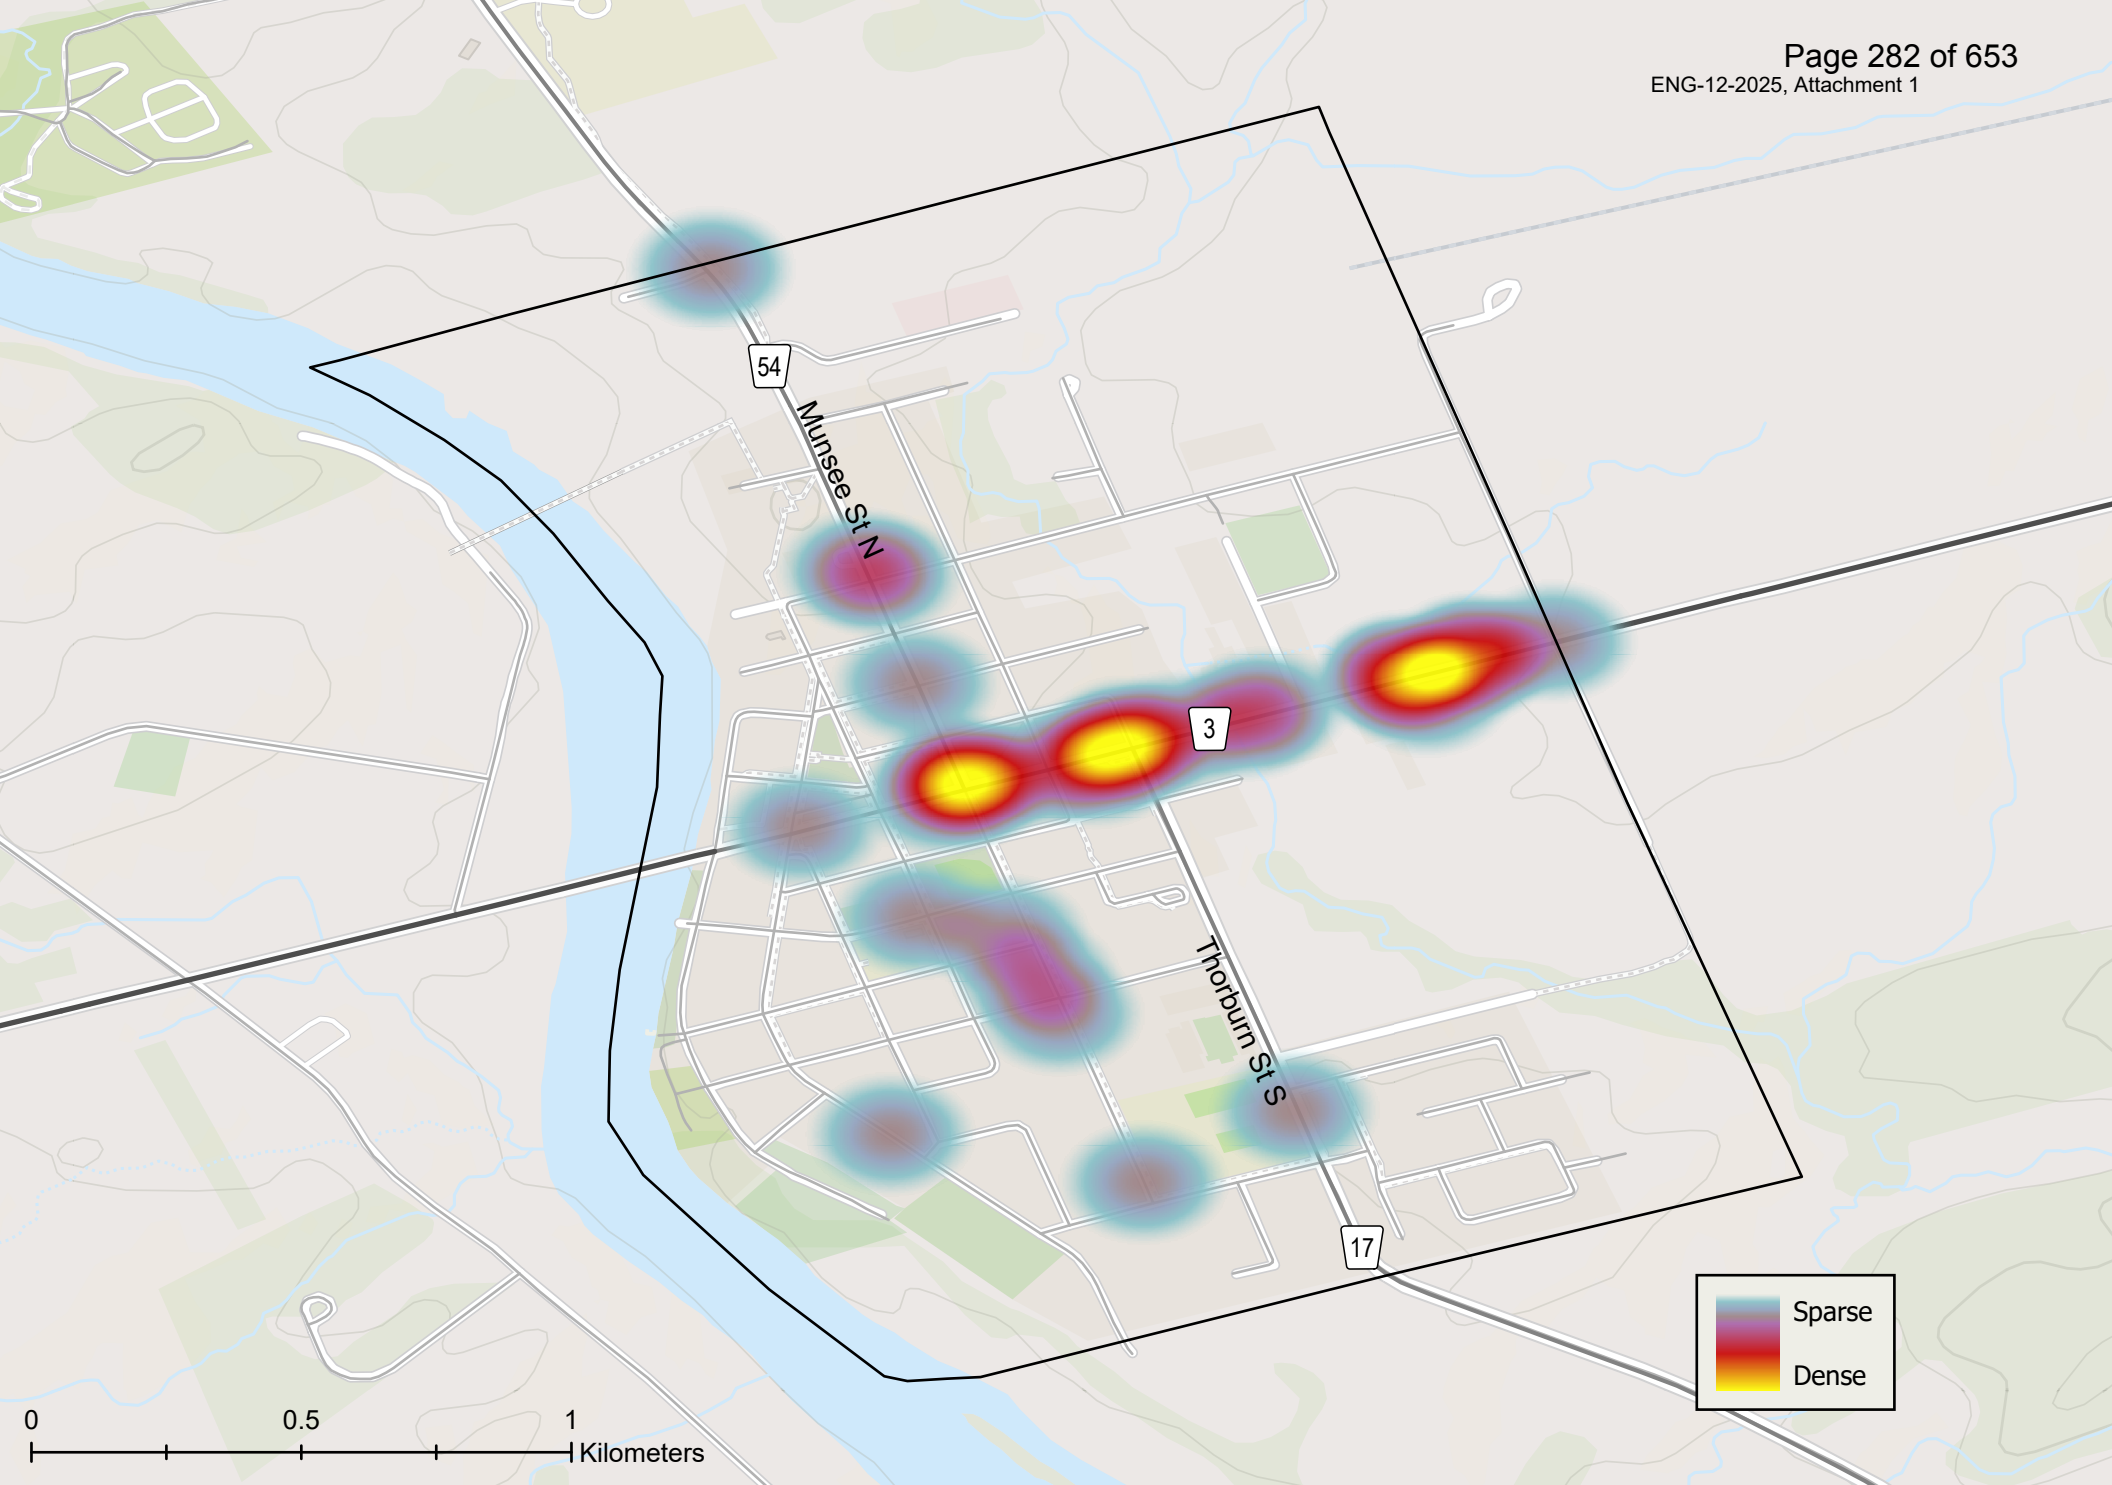 Page 282 of 653
ENG-12-2025, Attachment 1
54
Munsee St N
3
Thorburn St S
17
Sparse
Dense
0 0.5 1
Kilometers